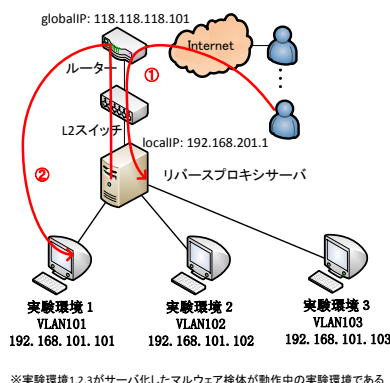 globalIP: 118.118.118.101
Internet
ルーター
①
L2スイッチ
localIP: 192.168.201.1
②
リバースプロキシサーバ
実験環境1
VLAN101
192.168.101.101
実験環境2
VLAN102
192.168.101.102
実験環境3
VLAN103
192.168.101.103
※実験環境1,2,3がサーバ化したマルウェア検体が動作中の実験環境である